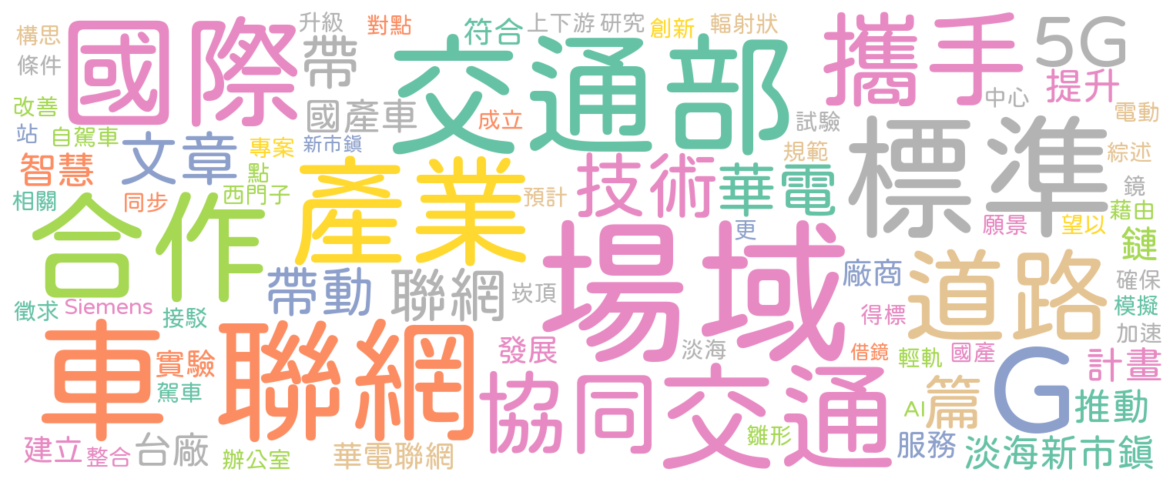 構思 國際 升級 帶 對點 符合 上下游 研究 創新 輻射狀 攜手 5G
條件 交通部 中心 提升
改善 國產車 成立 試驗 電動
站 自駕車 文章 專案 新市鎮 規範 標準 綜述
智慧 點 產業 技術 華電 鏡
相關 同步 西門子 預計 願景 望以 藉由
合作 更 鏈
帶動 聯網 崁頂 場域 廠商 道路 確保
徵求 Siemens 接駁 得標 模擬
車聯網 加速
實驗 發展 淡海 借鏡 輕軌 國產 計畫
駕車 協同 交通 AI 篇 G 推動
雛形
建立 整合 台廠 辦公室 華電聯網 服務 淡海新市鎮